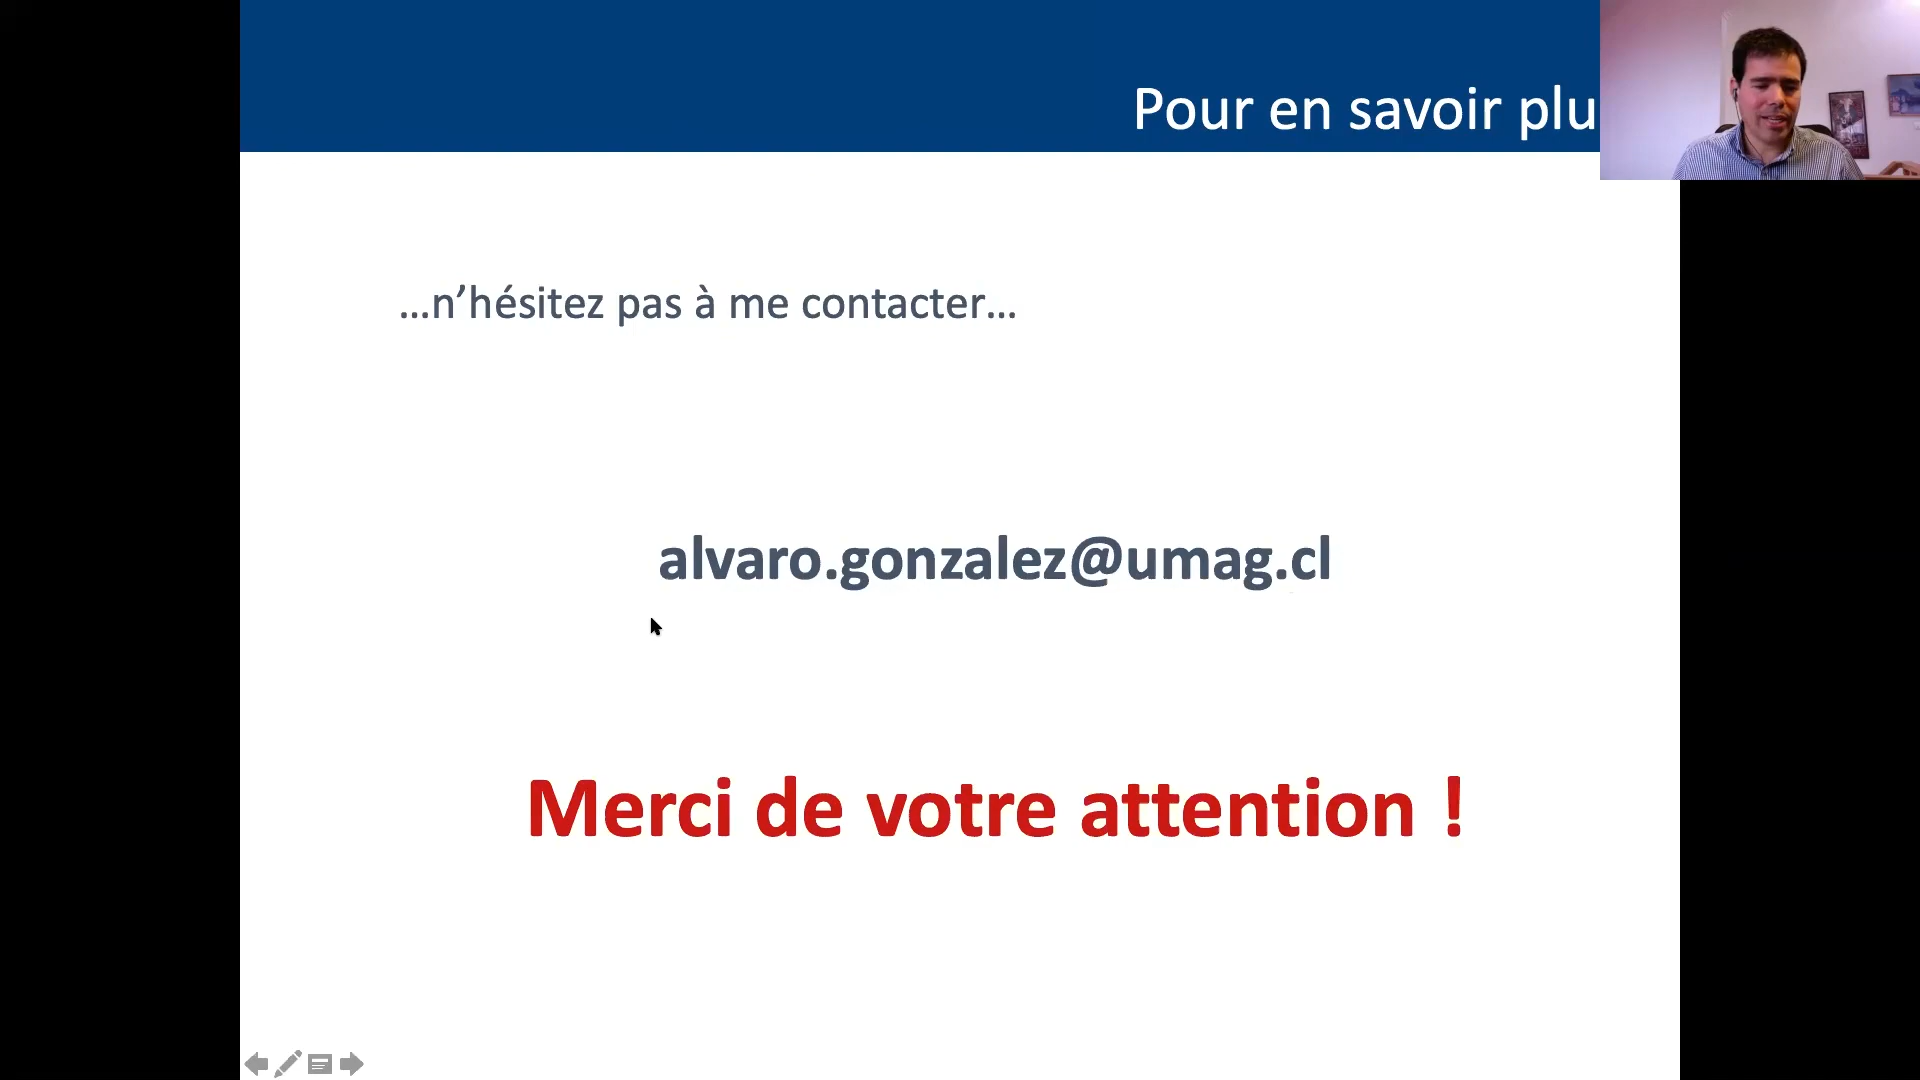 Pour en savoir plu
…n’hésitez pas à me contacter…
alvaro.gonzalez@umag.cl
Merci de votre attention !